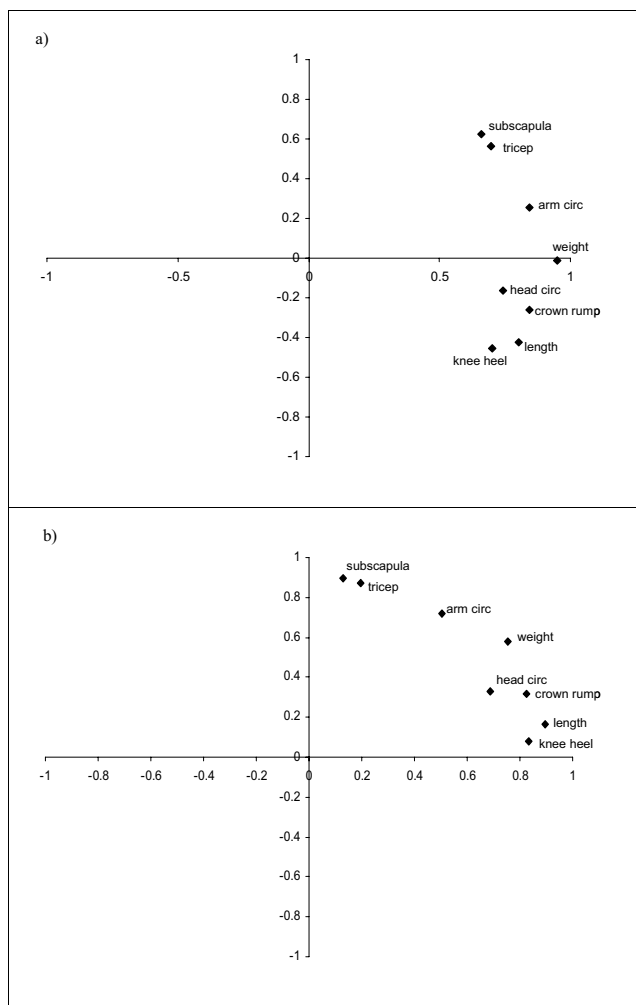 a)
1
subscapula
0.8
0.6
tricep
0.4
arm circ
0.2
weight
0
-1
-0.5
0
0.5
1
head circ
-0.2
crown rump
length
-0.4
knee heel
-0.6
-0.8
-1
b)
1
subscapula
tricep
0.8
arm circ
0.6
weight
0.4
head circ
crown rump
0.2
length
knee heel
0
-1 -0.8 -0.6 -0.4 -0.2 0 0.2 0.4 0.6 0.8 1
-0.2
-0.4
-0.6
-0.8
-1